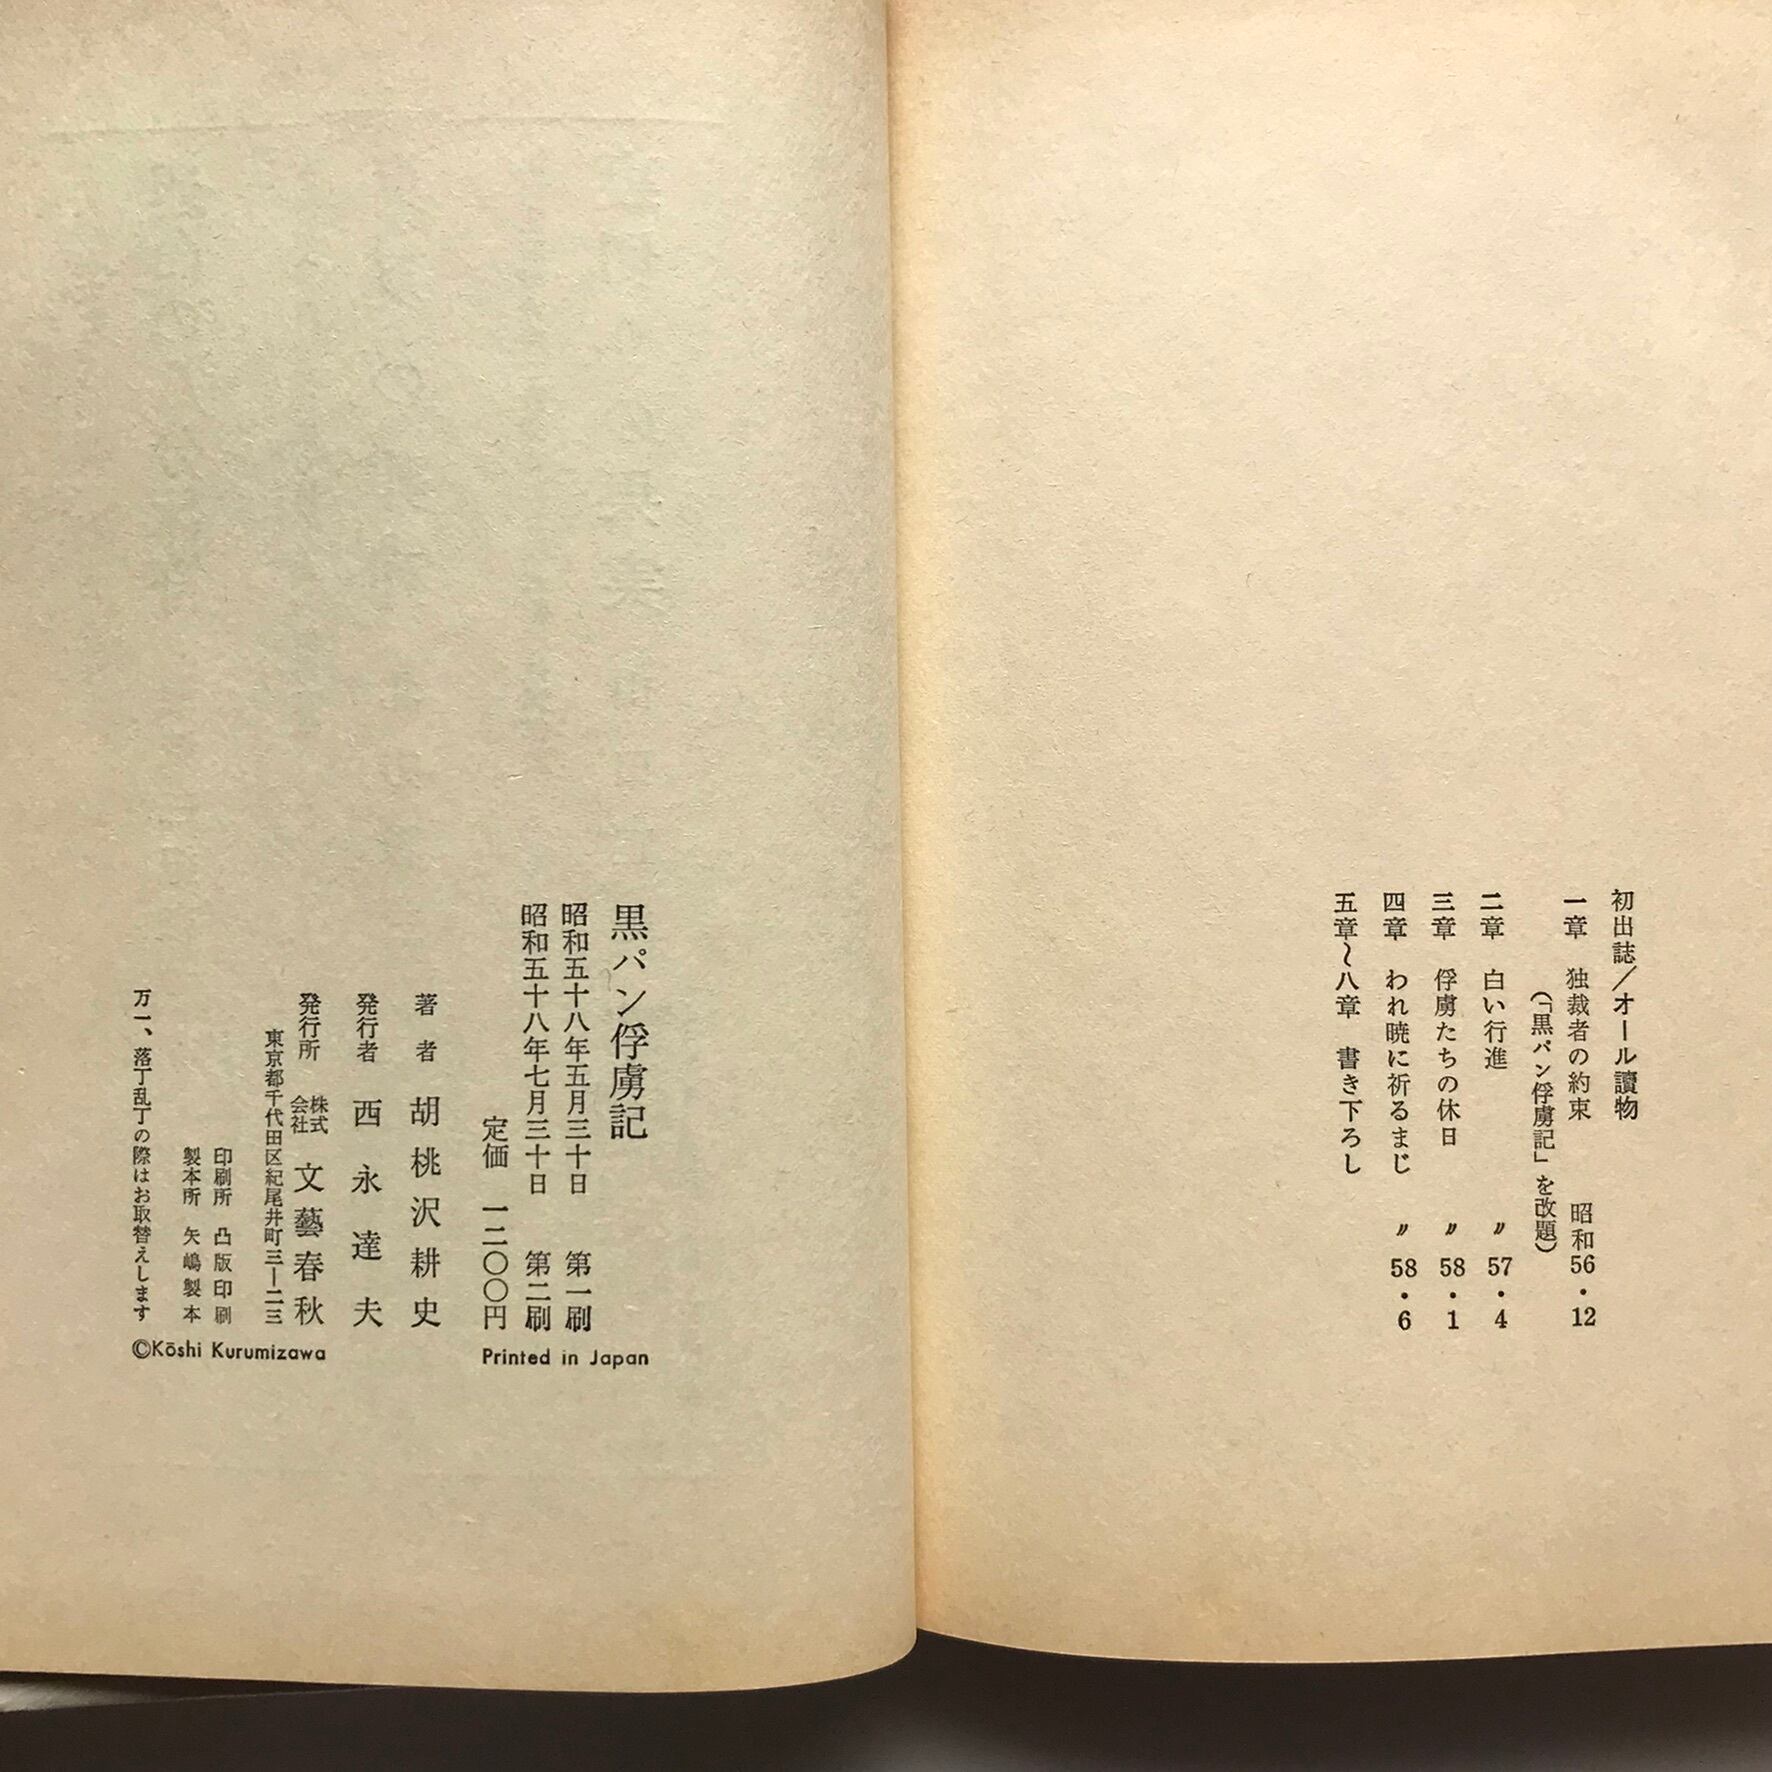 初出誌／オール讀物
一章　独裁者の約束　昭和56・12
（「黒パン俘虜記」を改題）
二章　白い行進　〃57・4
三章　俘虜たちの休日　〃58・1
四章　われ暁に祈るまじ　〃58・6
五章～八章　書き下ろし
黒パン俘虜記
昭和五十八年五月三十日　第一刷
昭和五十八年七月三十日　第二刷
定価　一二〇〇円
Printed in Japan
著者　胡桃沢耕史
発行者　西永達夫
発行所　株式会社　文藝春秋
東京都千代田区紀尾井町三―二三
印刷所　凸版印刷
製本所　矢嶋製本
万一、落丁乱丁の際はお取替えします
©Kōshi Kurumizawa